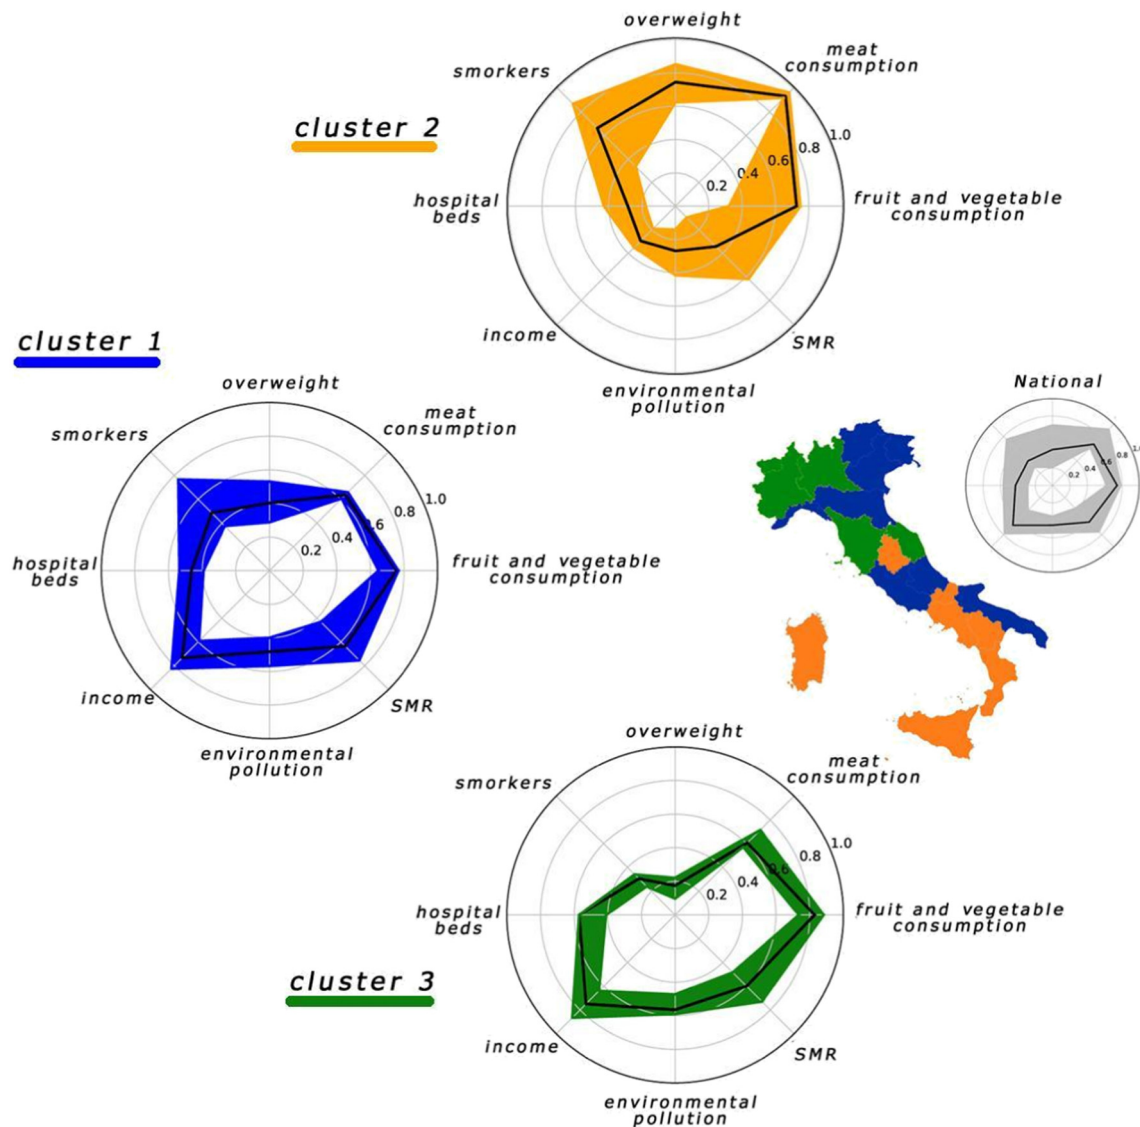 overweight
meat
consumption
smorkers
cluster 2
1.0
0.8
0.6
0.4
0.2
hospital
beds
fruit and vegetable
consumption
income
SMR
environmental
pollution
cluster 1
overweight
meat
consumption
smorkers
1.0
0.8
0.6
0.4
0.2
hospital
beds
fruit and vegetable
consumption
income
SMR
environmental
pollution
National
1.0
0.8
0.6
0.4
0.2
overweight
meat
consumption
smorkers
1.0
0.8
0.6
0.4
0.2
hospital
beds
fruit and vegetable
consumption
cluster 3
income
SMR
environmental
pollution